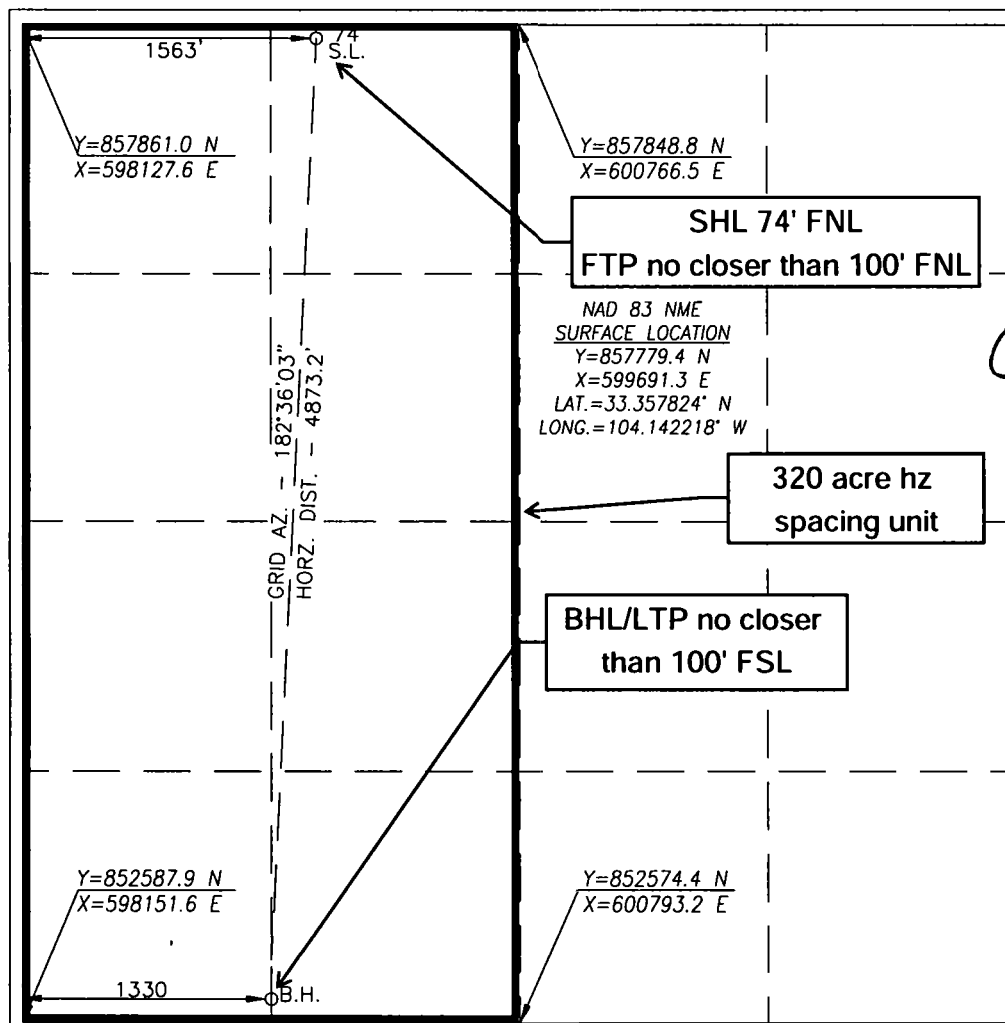 1563'
74
S.L.
Y=857861.0 N
X=598127.6 E
Y=857848.8 N
X=600766.5 E
SHL 74' FNL
FTP no closer than 100' FNL
NAD 83 NME
SURFACE LOCATION
Y=857779.4 N
X=599691.3 E
LAT.=33.357824° N
LONG.=104.142218° W
GRID AZ. - 182°36'03"
HORZ. DIST. - 4873.2'
320 acre hz
spacing unit
BHL/LTP no closer
than 100' FSL
Y=852587.9 N
X=598151.6 E
Y=852574.4 N
X=600793.2 E
1330
B.H.